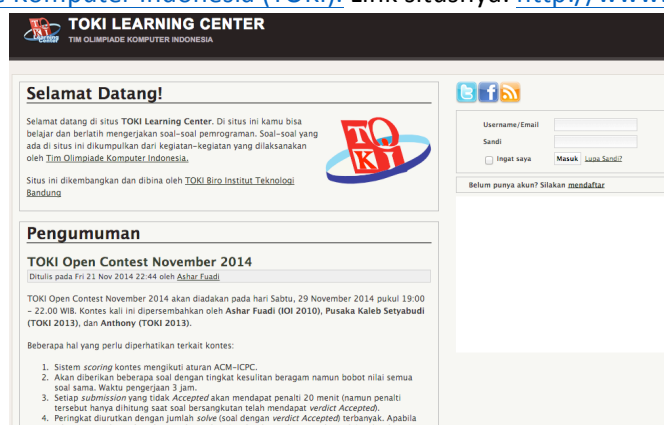 Komputer Indonesia (TOKI). Link situsnya: http://www
TOKI LEARNING CENTER
TIM OLIMPIADE KOMPUTER INDONESIA
Selamat Datang!
Selamat datang di situs TOKI Learning Center. Di situs ini kamu bisa
belajar dan berlatih mengerjakan soal-soal pemrograman. Soal-soal yang
ada di situs ini dikumpulkan dari kegiatan-kegiatan yang dilaksanakan
oleh Tim Olimpiade Komputer Indonesia.
TOKI
Situs ini dikembangkan dan dibina oleh TOKI Biro Institut Teknologi
Bandung
Username/Email
Sandi
Ingat saya Masuk Lupa Sandi?
Belum punya akun? Silakan mendaftar
Pengumuman
TOKI Open Contest November 2014
Ditulis pada Fri 21 Nov 2014 22:44 oleh Ashar Fuadi
TOKI Open Contest November 2014 akan diadakan pada hari Sabtu, 29 November 2014 pukul 19:00
- 22.00 WIB. Kontes kali ini dipersembahkan oleh Ashar Fuadi (IOI 2010), Pusaka Kaleb Setyabudi
(TOKI 2013), dan Anthony (TOKI 2013).
Beberapa hal yang perlu diperhatikan terkait kontes:
1. Sistem scoring kontes mengikuti aturan ACM-ICPC.
2. Akan diberikan beberapa soal dengan tingkat kesulitan beragam namun bobot nilai semua
soal sama. Waktu pengerjaan 3 jam.
3. Setiap submission yang tidak Accepted akan mendapat penalti 20 menit (namun penalti
tersebut hanya dihitung saat soal bersangkutan telah mendapat verdict Accepted).
4. Peringkat diurutkan dengan jumlah solve (soal dengan verdict Accepted) terbanyak. Apabila